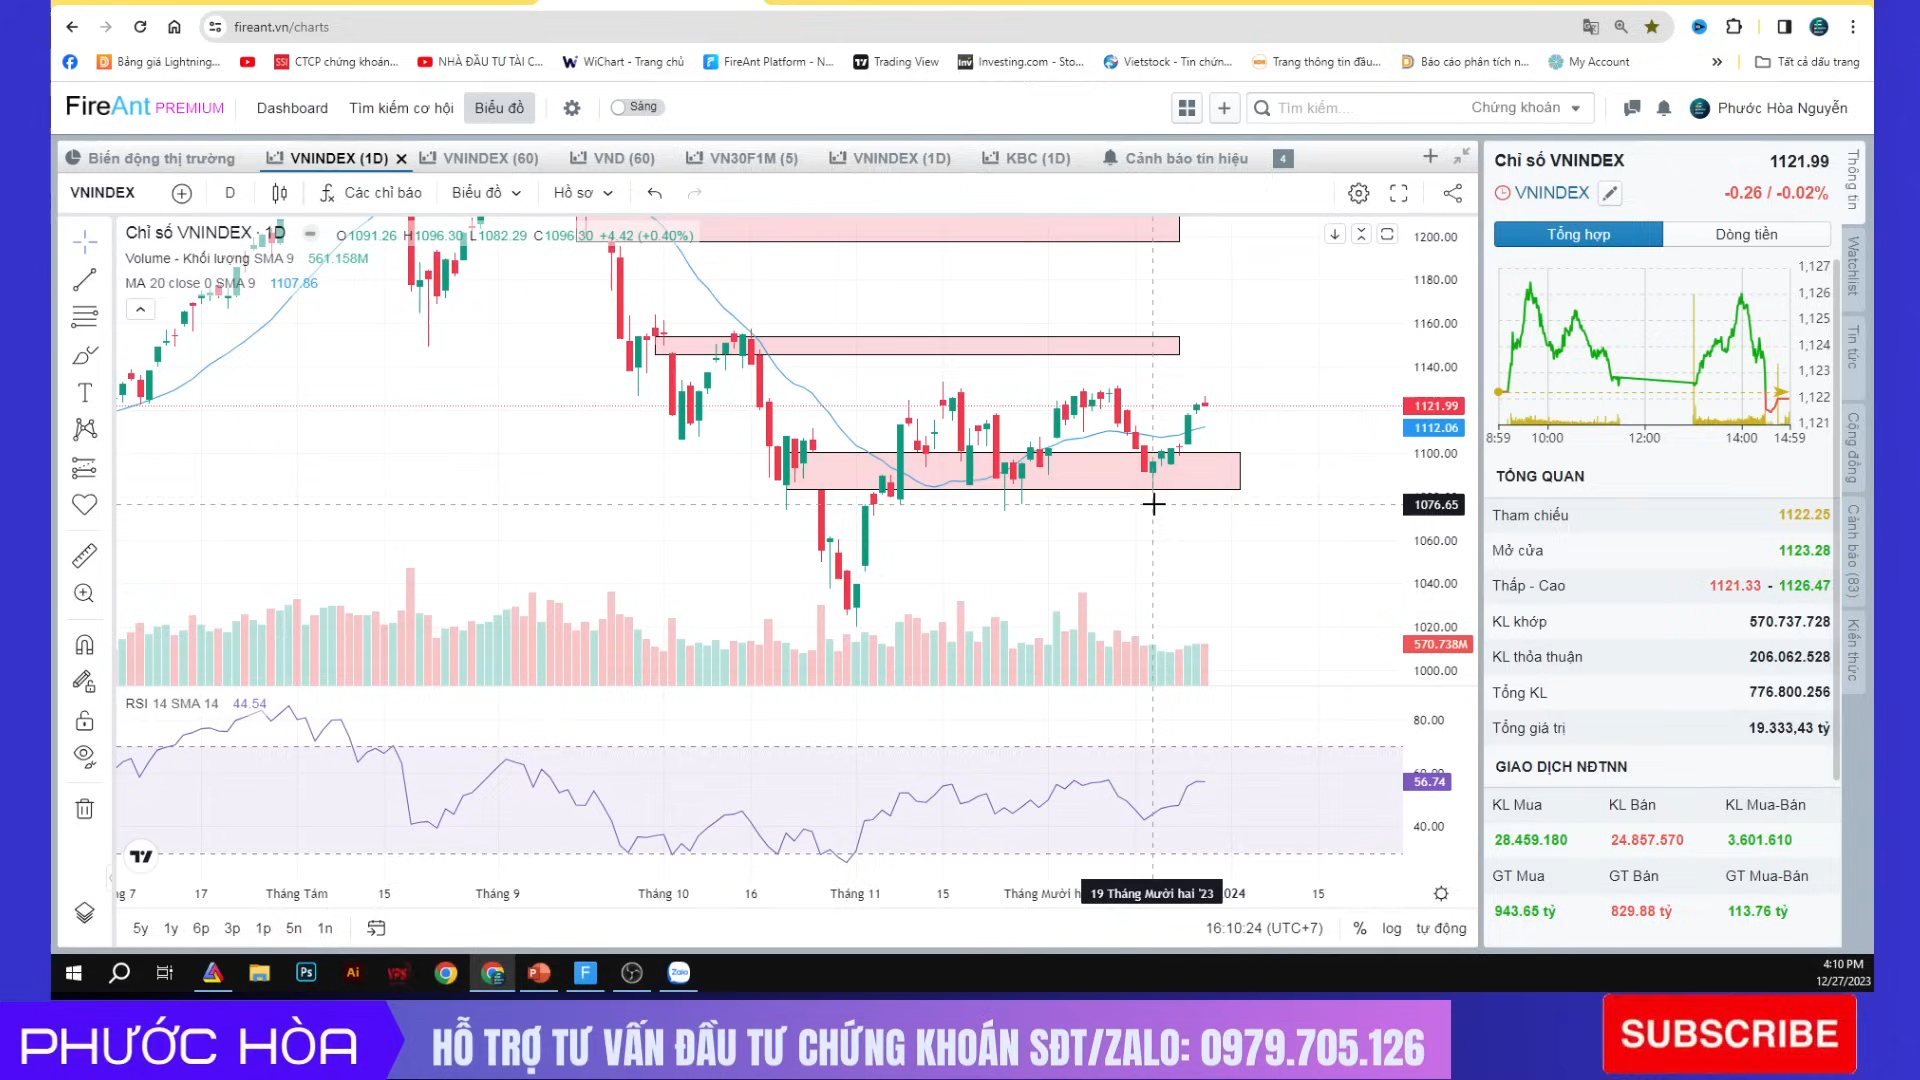 fireant.vn/charts
Bảng giá Lightning...
CTCP chứng khoán...
NHÀ ĐẦU TƯ TÀI C...
WiChart - Trang chủ
FireAnt Platform - N...
Trading View
Investing.com - Sto...
Vietstock - Tin chứn...
Trang thông tin đầu...
Báo cáo phân tích n...
My Account
»
Tất cả dấu trang
FireAnt PREMIUM
Dashboard
Tìm kiếm cơ hội
Biểu đồ
Sáng
Tìm kiếm...
Chứng khoán
Phước Hòa Nguyễn
Biến động thị trường
VNINDEX (1D)
VNINDEX (60)
VND (60)
VN30F1M (5)
VNINDEX (1D)
KBC (1D)
Cảnh báo tín hiệu
4
VNINDEX
D
Các chỉ báo
Biểu đồ
Hồ sơ
Chỉ số VNINDEX · 1D
O1091.26 H1096.30 L1082.29 C1096.30 +4.42 (+0.40%)
Volume - Khối lượng SMA 9 561.158M
MA 20 close 0 SMA 9 1107.86
1200.00
1180.00
1160.00
1140.00
1121.99
1112.06
1100.00
1076.65
1060.00
1040.00
1020.00
570.738M
1000.00
RSI 14 SMA 14 44.54
80.00
56.74
40.00
17
Tháng Tám
15
Tháng 9
Tháng 10
16
Tháng 11
15
Tháng Mười h
19 Tháng Mười hai '23
024
15
5y 1y 6p 3p 1p 5n 1n
16:10:24 (UTC+7)
% log tự động
Chỉ số VNINDEX
1121.99
VNINDEX
-0.26 / -0.02%
Tổng hợp
Dòng tiền
1,127
1,126
1,125
1,124
1,123
1,122
1,121
8:59 10:00 12:00 14:00 14:59
TỔNG QUAN
Tham chiếu 1122.25
Mở cửa 1123.28
Thấp - Cao 1121.33 - 1126.47
KL khớp 570.737.728
KL thỏa thuận 206.062.528
Tổng KL 776.800.256
Tổng giá trị 19.333,43 tỷ
GIAO DỊCH NĐTNN
KL Mua KL Bán KL Mua-Bán
28.459.180 24.857.570 3.601.610
GT Mua GT Bán GT Mua-Bán
943.65 tỷ 829.88 tỷ 113.76 tỷ
Thông tin
Watchlist
Tin tức
Cộng đồng
Cảnh báo (83)
Kiến thức
4:10 PM
12/27/2023
PHƯỚC HÒA
HỖ TRỢ TƯ VẤN ĐẦU TƯ CHỨNG KHOÁN SĐT/ZALO: 0979.705.126
SUBSCRIBE